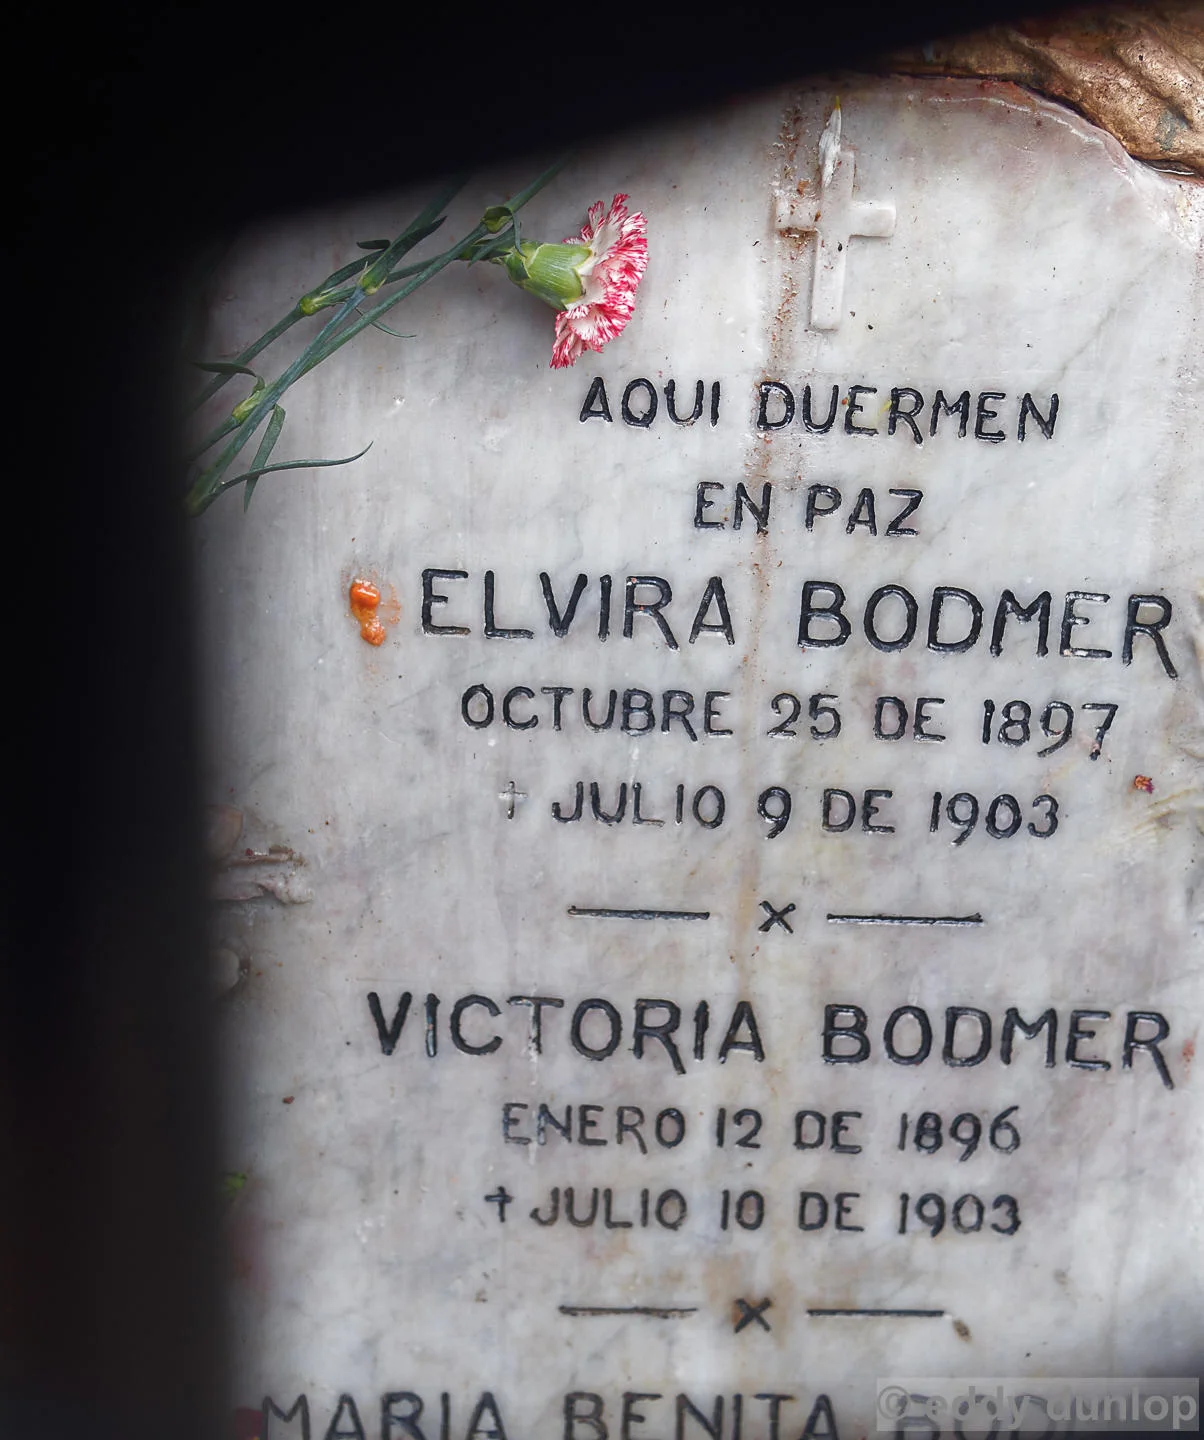 AQUI DUERMEN
EN PAZ
ELVIRA BODMER
OCTUBRE 25 DE 1897
† JULIO 9 DE 1903
— x —
VICTORIA BODMER
ENERO 12 DE 1896
† JULIO 10 DE 1903
— x —
MARIA BENITA
© eddy dunlop